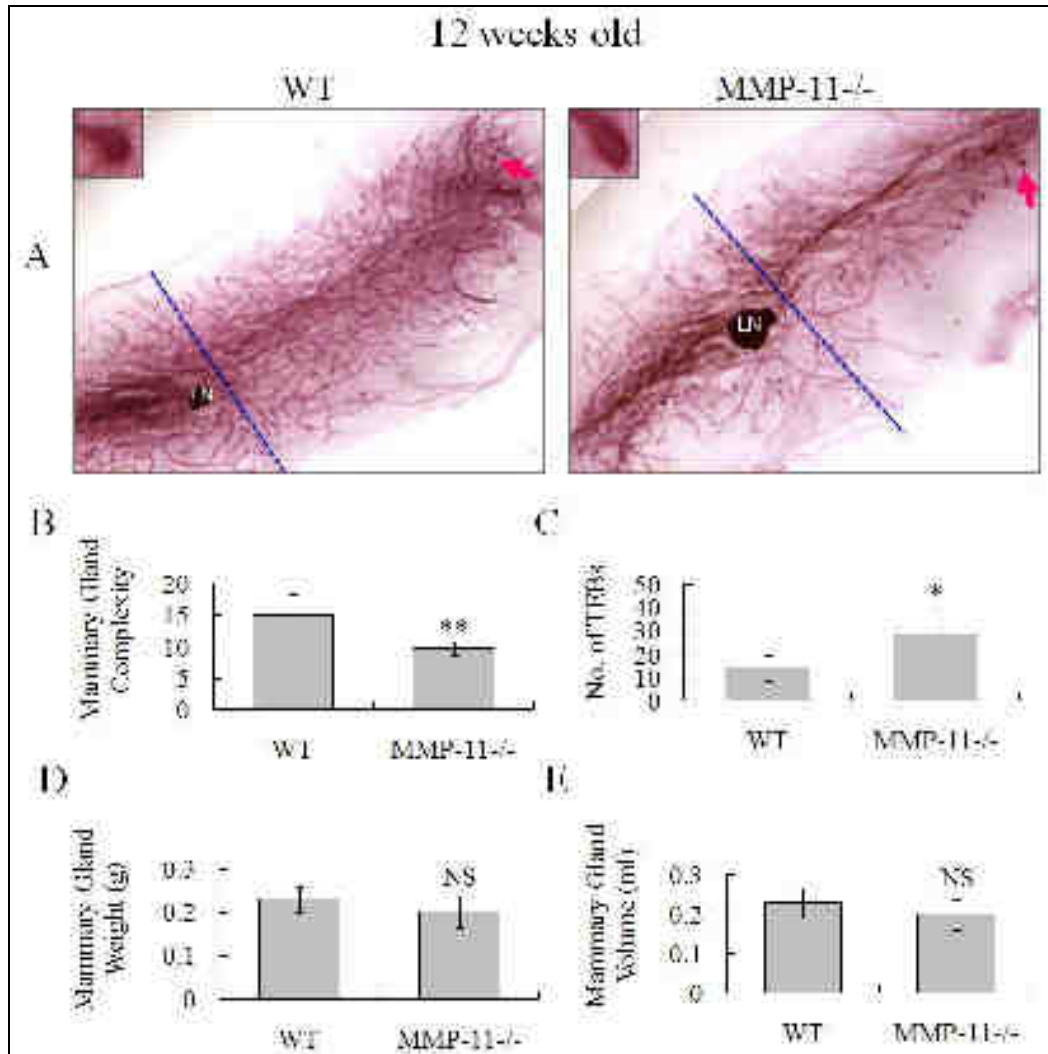 12 weeks old
WT
MMP-11-/-
A
LN
LN
B
Mammary Gland
Complexity
20
15
10
5
0
**
WT
MMP-11-/-
C
No. of TEBs
50
40
30
20
10
0
*
WT
MMP-11-/-
D
Mammary Gland
Weight (g)
0.3
0.2
0.1
0
NS
WT
MMP-11-/-
E
Mammary Gland
Volume (ml)
0.3
0.2
0.1
0
NS
WT
MMP-11-/-